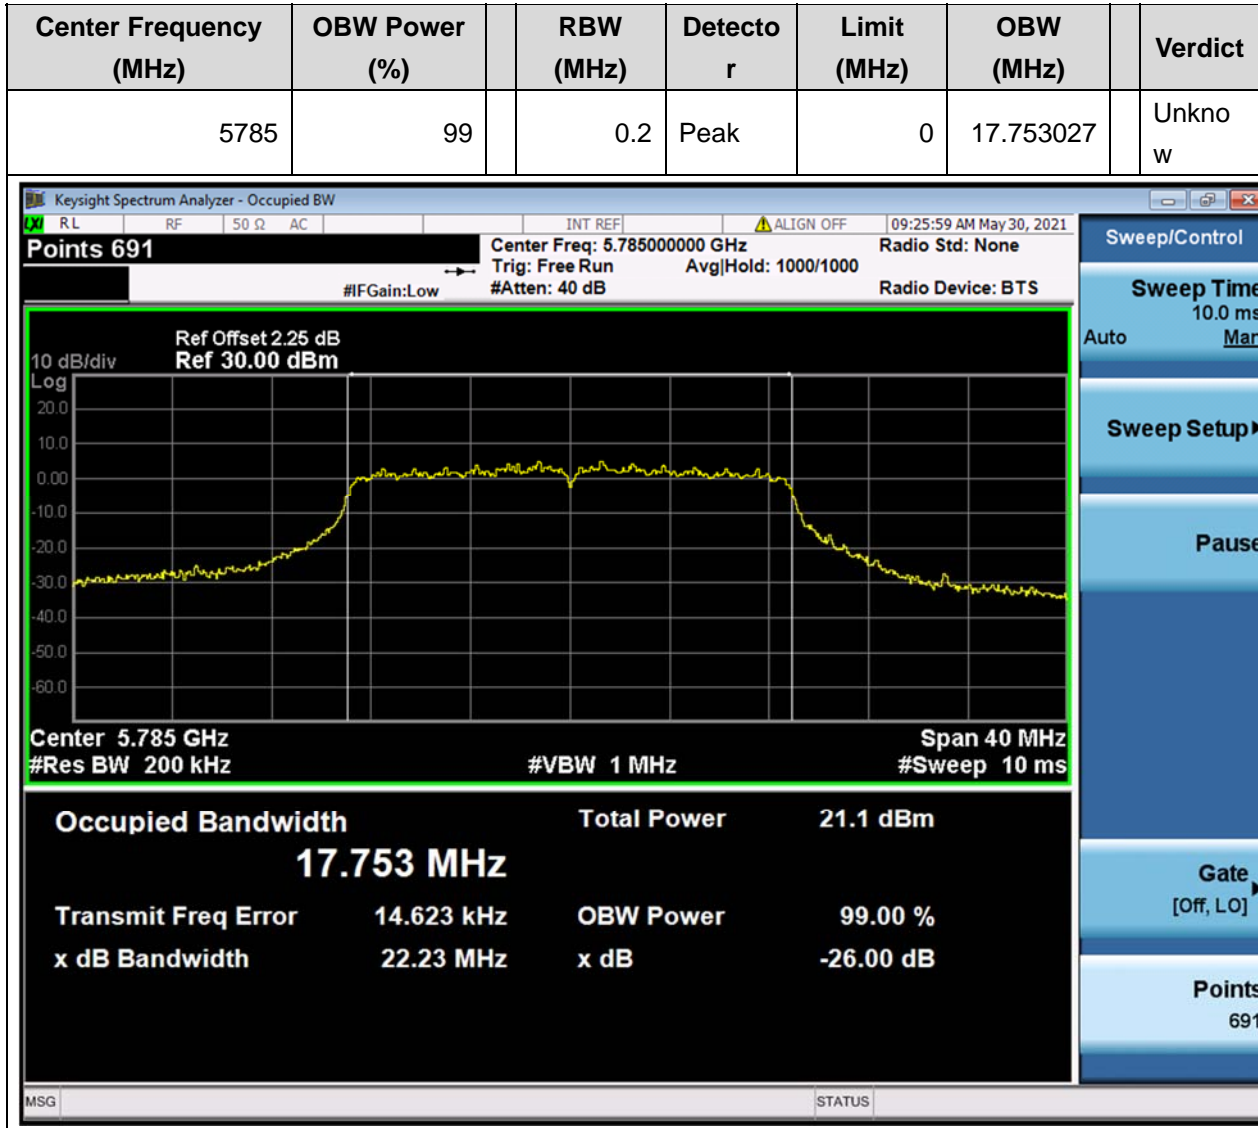 Center Frequency (MHz) OBW Power (%) RBW (MHz) Detector Limit (MHz) OBW (MHz) Verdict
5785 99 0.2 Peak 0 17.753027 Unknow
Keysight Spectrum Analyzer - Occupied BW
LXI RL RF 50 Ω AC INT REF ALIGN OFF 09:25:59 AM May 30, 2021
Points 691
Center Freq: 5.785000000 GHz Radio Std: None
Trig: Free Run Avg|Hold: 1000/1000
#IFGain:Low #Atten: 40 dB Radio Device: BTS
Ref Offset 2.25 dB
10 dB/div Ref 30.00 dBm
Log
20.0
10.0
0.00
-10.0
-20.0
-30.0
-40.0
-50.0
-60.0
Center 5.785 GHz Span 40 MHz
#Res BW 200 kHz #VBW 1 MHz #Sweep 10 ms
Occupied Bandwidth Total Power 21.1 dBm
17.753 MHz
Transmit Freq Error 14.623 kHz OBW Power 99.00 %
x dB Bandwidth 22.23 MHz x dB -26.00 dB
Sweep/Control
Sweep Time
10.0 ms
Auto Man
Sweep Setup
Pause
Gate
[Off, LO]
Points
691
MSG STATUS